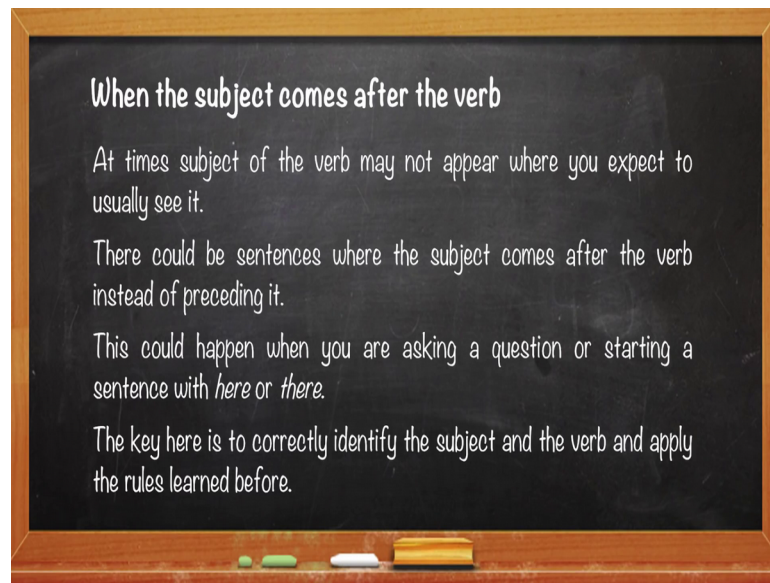 When the subject comes after the verb
At times subject of the verb may not appear where you expect to
usually see it.
There could be sentences where the subject comes after the verb
instead of preceding it.
This could happen when you are asking a question or starting a
sentence with here or there.
The key here is to correctly identify the subject and the verb and apply
the rules learned before.